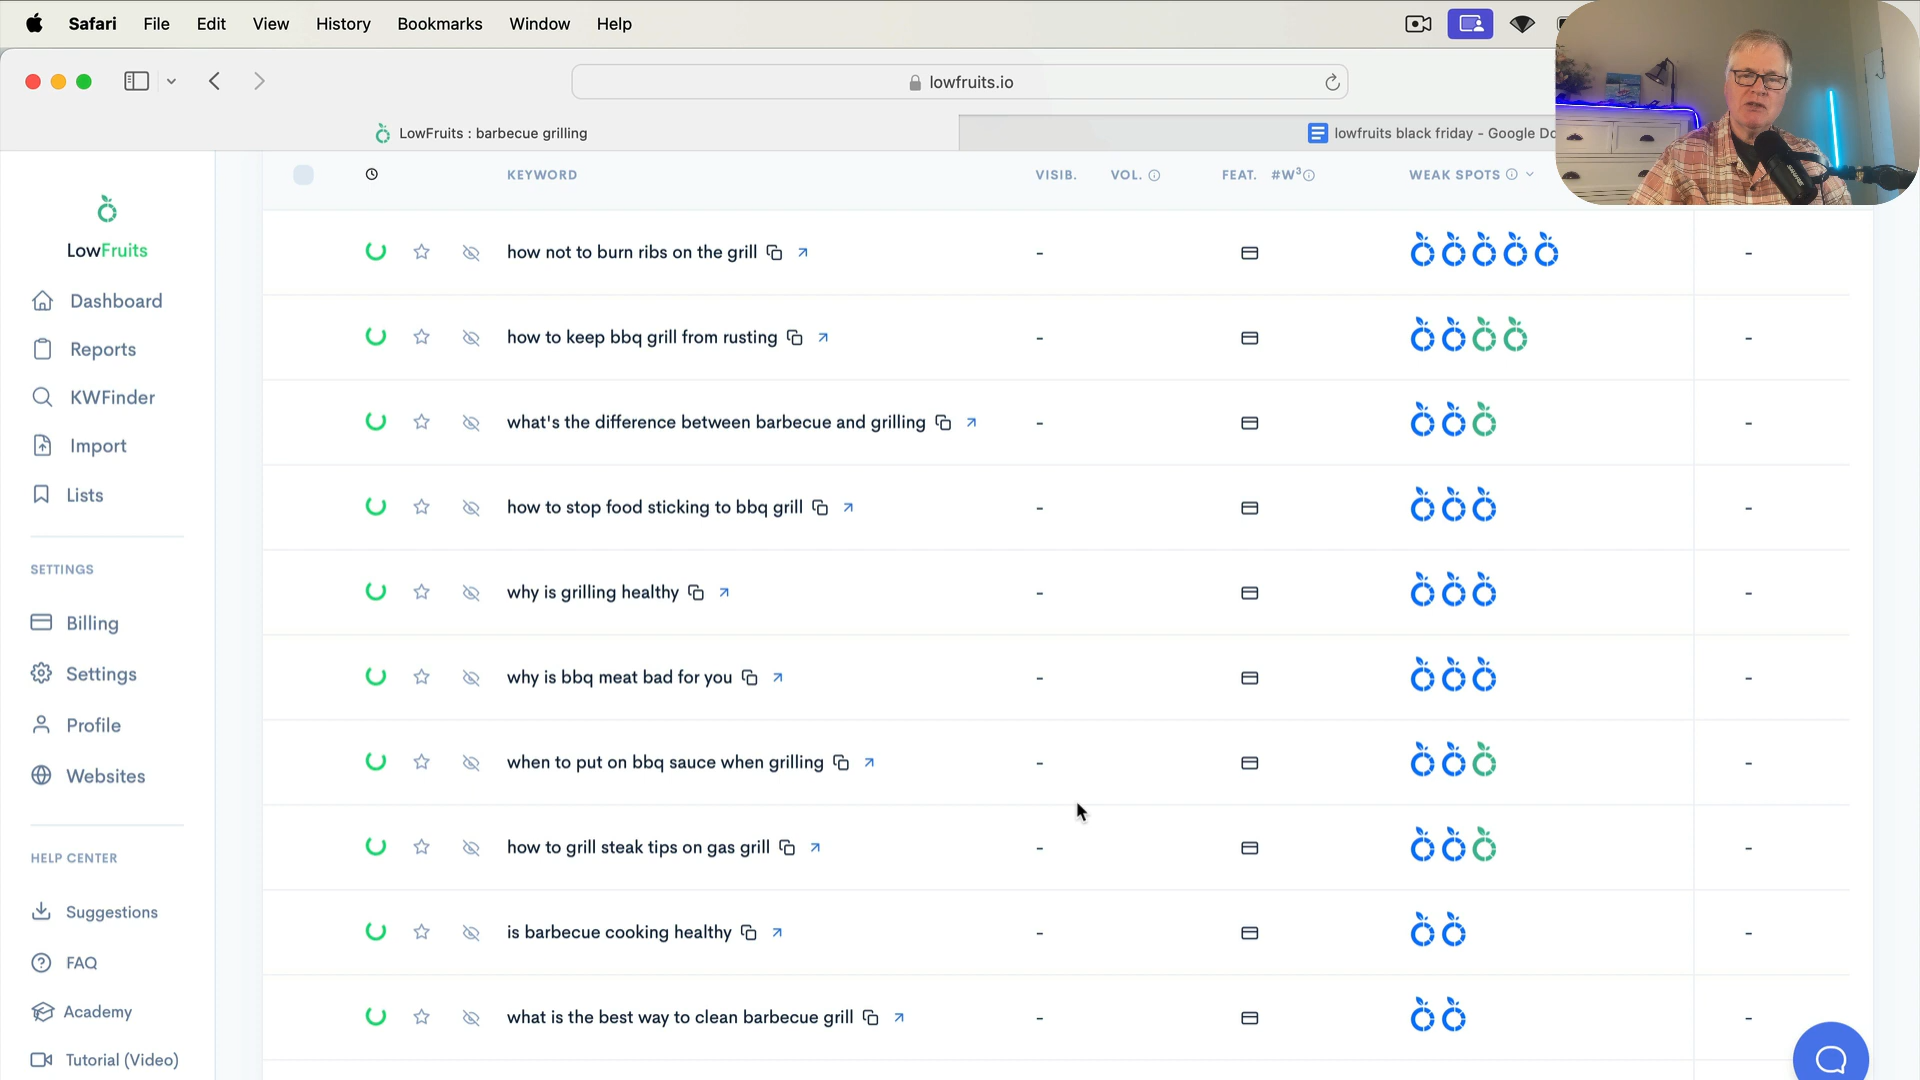 Safari File Edit View History Bookmarks Window Help
lowfruits.io
LowFruits : barbecue grilling
lowfruits black friday - Google Do
KEYWORD VISIB. VOL. FEAT. #W3 WEAK SPOTS
LowFruits
Dashboard
Reports
KWFinder
Import
Lists
SETTINGS
Billing
Settings
Profile
Websites
HELP CENTER
Suggestions
FAQ
Academy
Tutorial (Video)
how not to burn ribs on the grill - -
how to keep bbq grill from rusting - -
what's the difference between barbecue and grilling - -
how to stop food sticking to bbq grill - -
why is grilling healthy - -
why is bbq meat bad for you - -
when to put on bbq sauce when grilling - -
how to grill steak tips on gas grill - -
is barbecue cooking healthy - -
what is the best way to clean barbecue grill - -